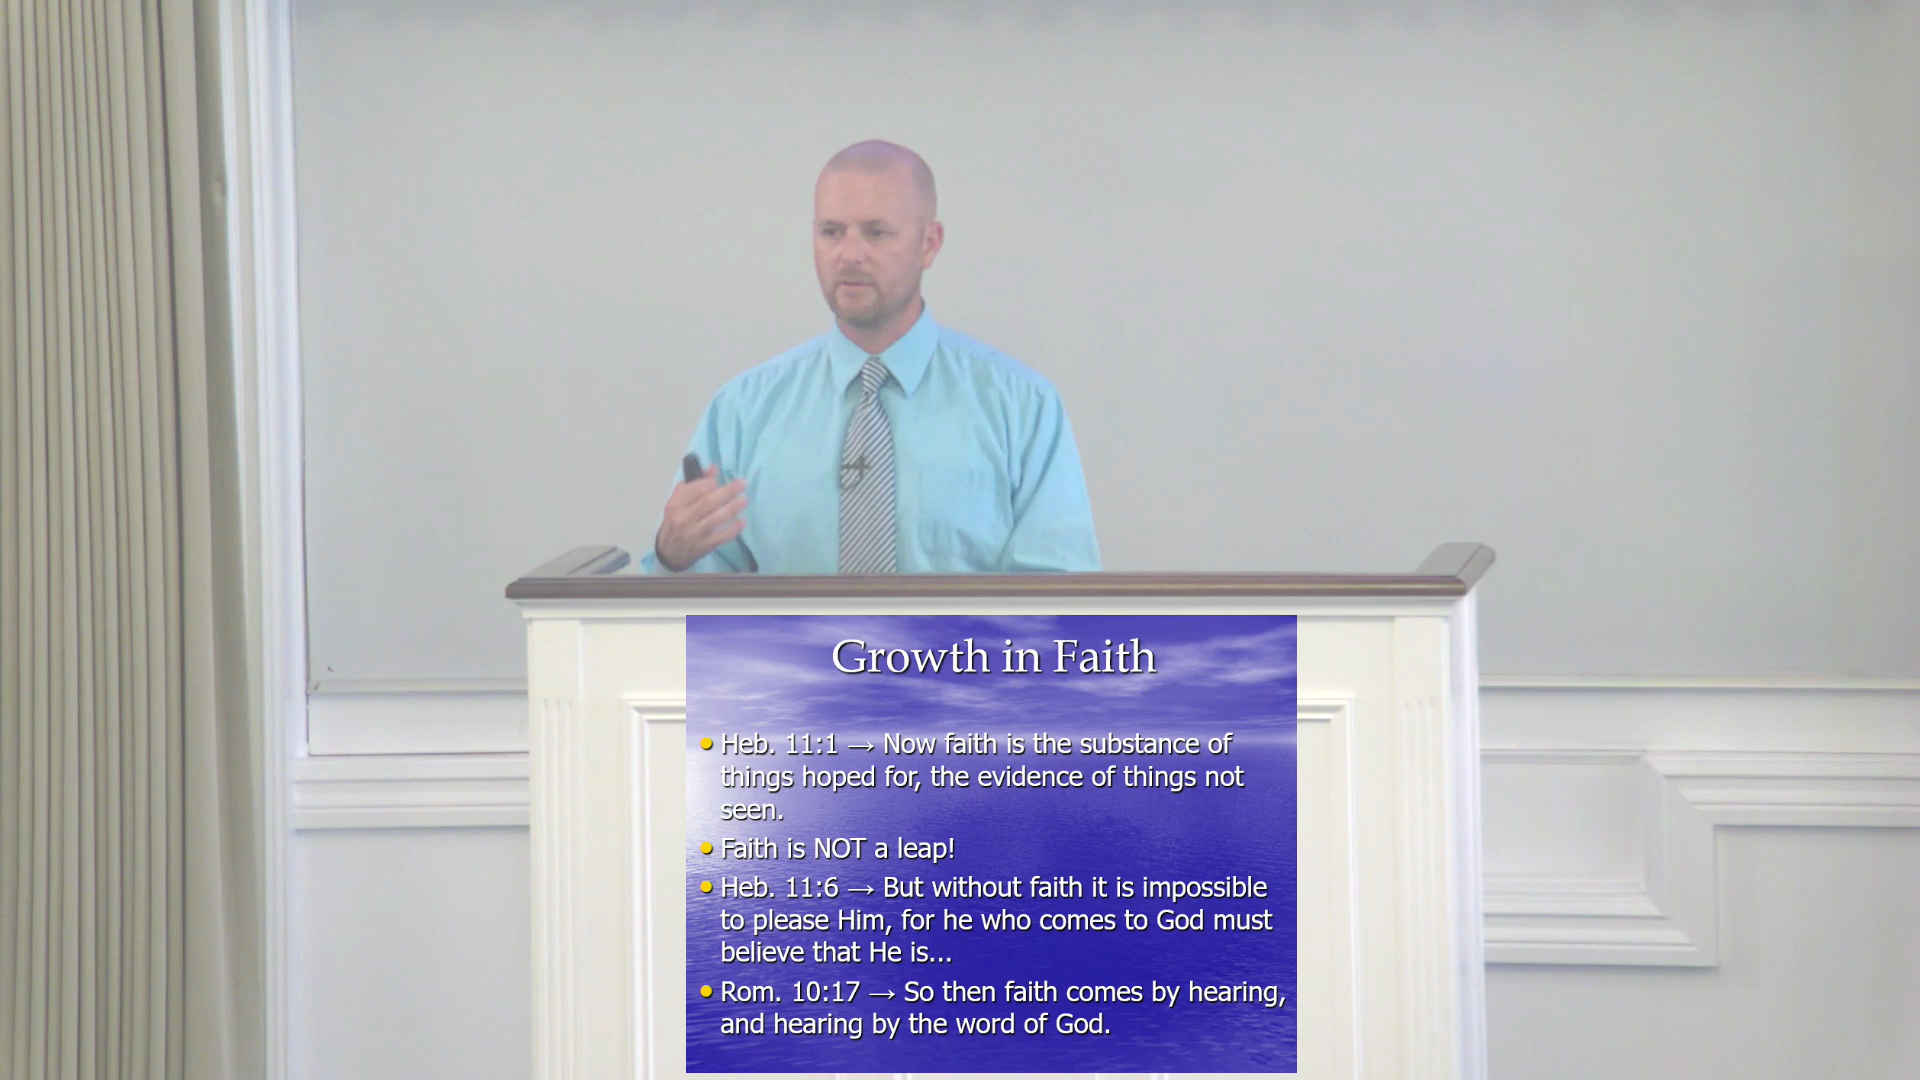 Growth in Faith
• Heb. 11:1 → Now faith is the substance of
things hoped for, the evidence of things not
seen.
• Faith is NOT a leap!
• Heb. 11:6 → But without faith it is impossible
to please Him, for he who comes to God must
believe that He is...
• Rom. 10:17 → So then faith comes by hearing,
and hearing by the word of God.